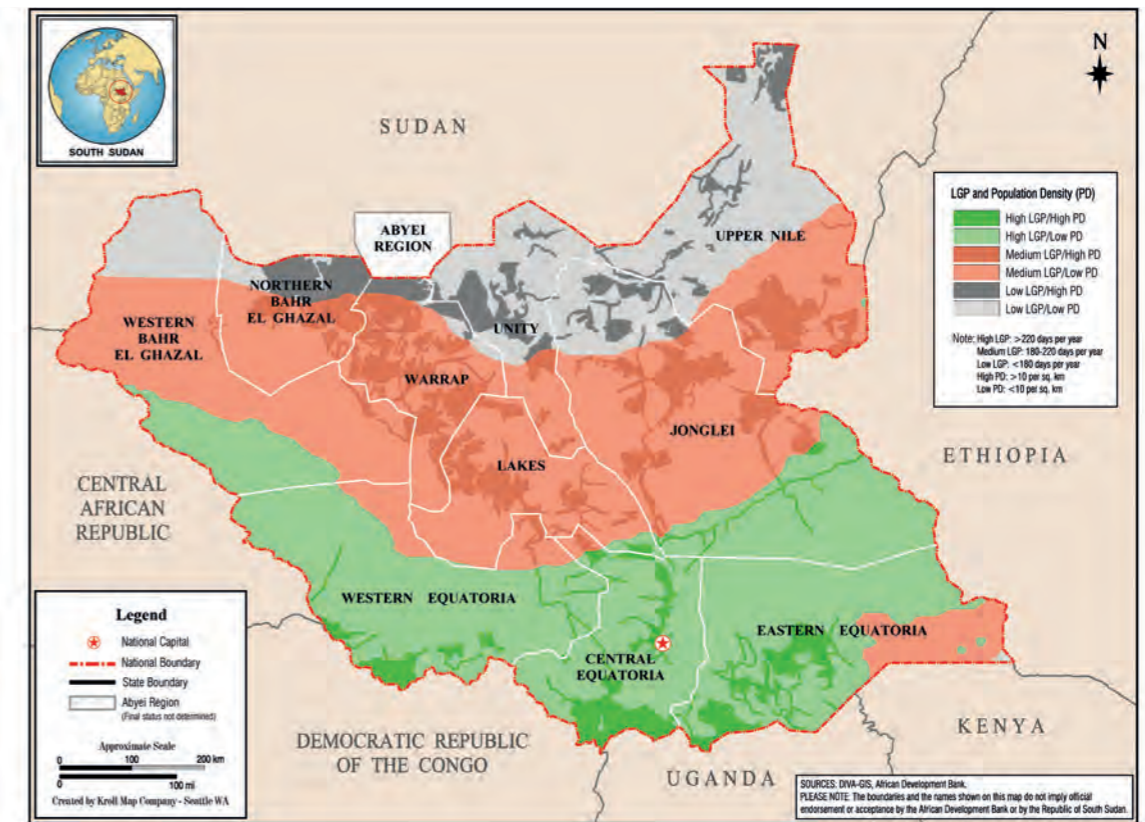 SOUTH SUDAN
N
SUDAN
ABYEI
REGION
UPPER NILE
NORTHERN
BAHR
EL GHAZAL
UNITY
WESTERN
BAHR
EL GHAZAL
WARRAP
JONGLEI
LAKES
ETHIOPIA
CENTRAL
AFRICAN
REPUBLIC
WESTERN EQUATORIA
EASTERN EQUATORIA
CENTRAL
EQUATORIA
DEMOCRATIC REPUBLIC
OF THE CONGO
UGANDA
KENYA
LGP and Population Density (PD)
High LGP/High PD
High LGP/Low PD
Medium LGP/High PD
Medium LGP/Low PD
Low LGP/High PD
Low LGP/Low PD
Note: High LGP: >220 days per year
Medium LGP: 180-220 days per year
Low LGP: <180 days per year
High PD: >10 per sq. km
Low PD: <10 per sq. km
Legend
National Capital
National Boundary
State Boundary
Abyei Region
(Final status not determined)
Approximate Scale
0 100 200 km
0 100 mi
Created by Kroll Map Company - Seattle WA
SOURCES: DIVA-GIS, African Development Bank.
PLEASE NOTE: The boundaries and the names shown on this map do not imply official
endorsement or acceptance by the African Development Bank or by the Republic of South Sudan.